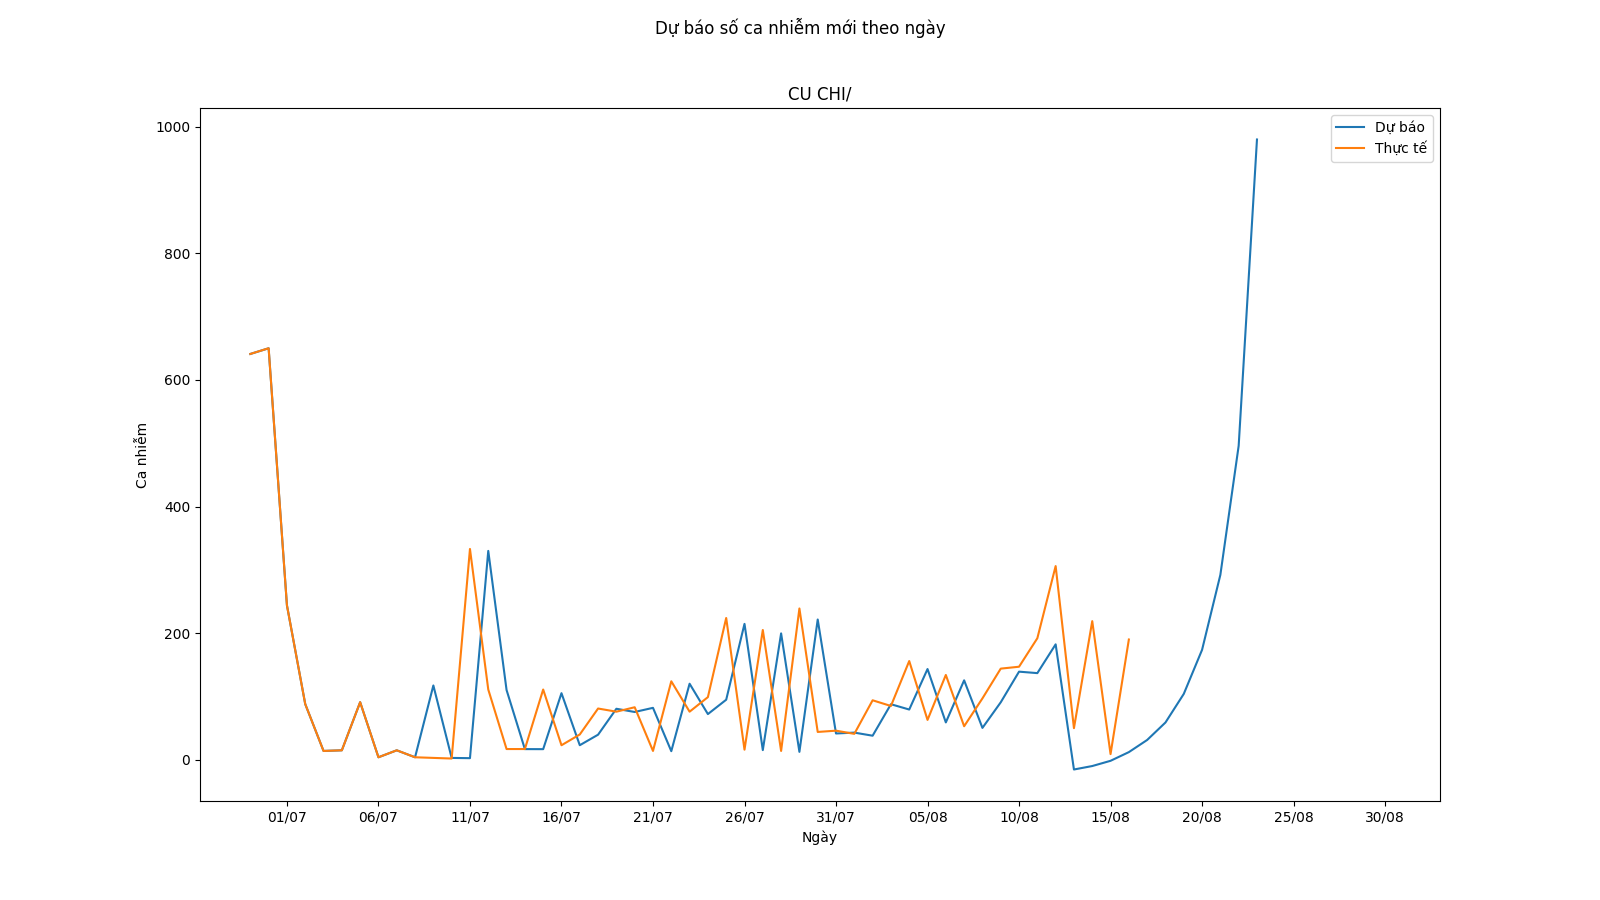 Dự báo số ca nhiễm mới theo ngày
CU CHI/
1000
800
600
400
200
0
Ca nhiễm
Dự báo
Thực tế
01/07 06/07 11/07 16/07 21/07 26/07 31/07 05/08 10/08 15/08 20/08 25/08 30/08
Ngày